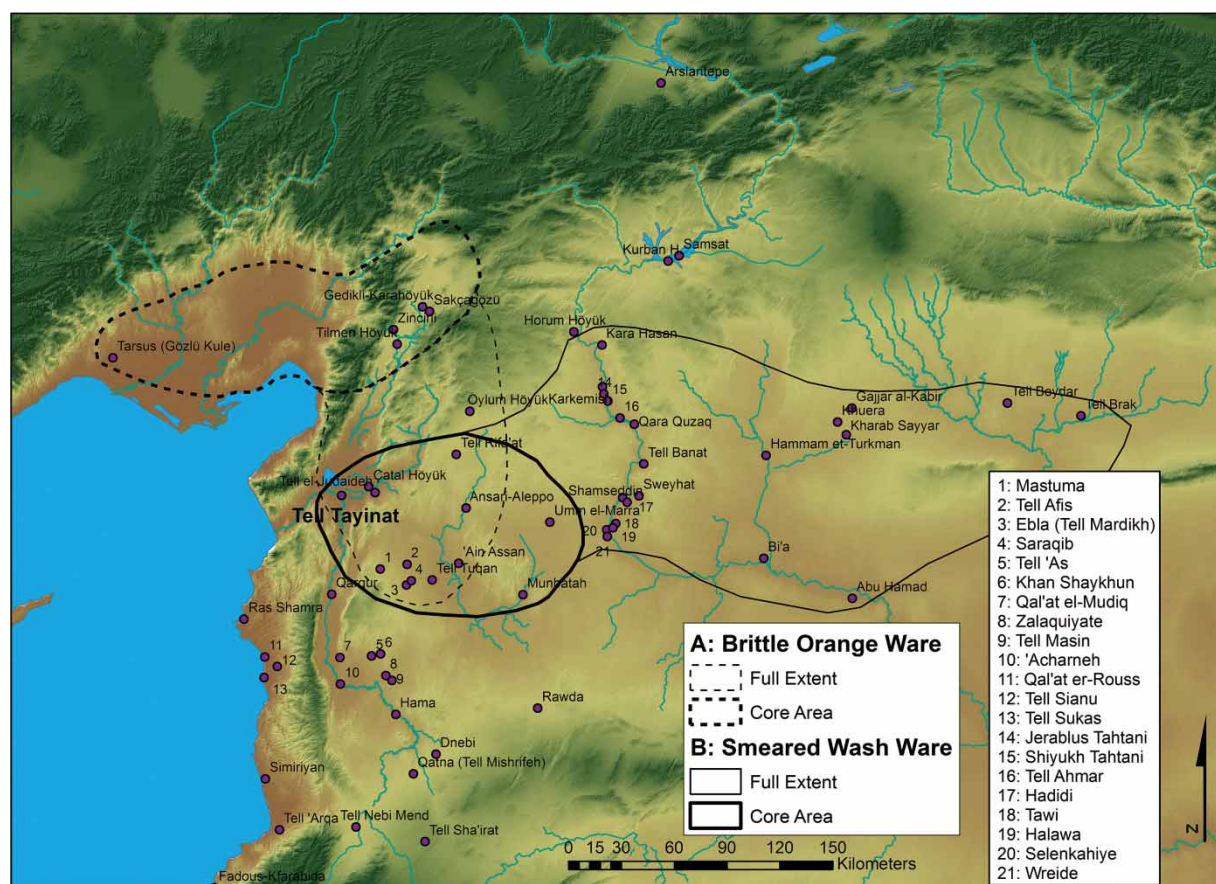 Arslantepe
Kurban H.
Samsat
Gedikli-Karahöyük
Sakçagözü
Zincirli
Tilmen Höyük
Tarsus (Gözlü Kule)
Horum Höyük
Kara Hasan
14
15
Oylum Höyük
Karkemish
16
Qara Quzaq
Gajjar al-Kabir
Khuera
Kharab Sayyar
Tell Beydar
Tell Brak
Tell Rifa'at
Hammam et-Turkman
Tell Banat
Tell el-Judaideh
Çatal Höyük
Tell Tayinat
Ansari-Aleppo
Umm el-Marra
Shamseddin
Sweyhat
17
18
20
19
21
1
2
'Ain Assan
4
Tell Tuqan
3
Qarqur
Munbatah
Bi'a
Abu Hamad
Ras Shamra
11
12
13
7
5
6
8
9
10
Hama
Rawda
Dnebi
Qatna (Tell Mishrifeh)
Simiriyan
Tell 'Arqa
Tell Nebi Mend
Tell Sha'irat
Fadous-Kfarabida
A: Brittle Orange Ware
Full Extent
Core Area
B: Smeared Wash Ware
Full Extent
Core Area
0 15 30 60 90 120 150
Kilometers
1: Mastuma
2: Tell Afis
3: Ebla (Tell Mardikh)
4: Saraqib
5: Tell 'As
6: Khan Shaykhun
7: Qal'at el-Mudiq
8: Zalaquiyate
9: Tell Masin
10: 'Acharneh
11: Qal'at er-Rouss
12: Tell Sianu
13: Tell Sukas
14: Jerablus Tahtani
15: Shiyukh Tahtani
16: Tell Ahmar
17: Hadidi
18: Tawi
19: Halawa
20: Selenkahiye
21: Wreide
N